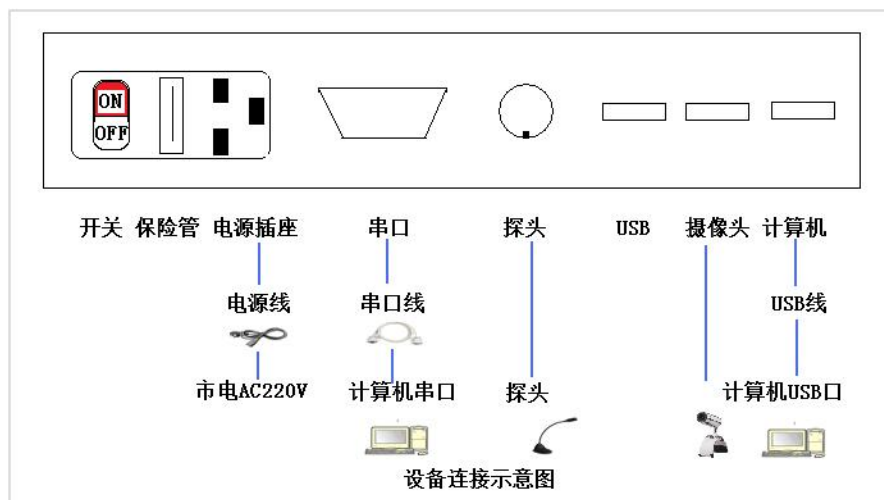 ON
OFF
开关 保险管 电源插座 串口 探头 USB 摄像头 计算机
电源线 串口线 USB线
市电AC220V 计算机串口 探头 计算机USB口
设备连接示意图